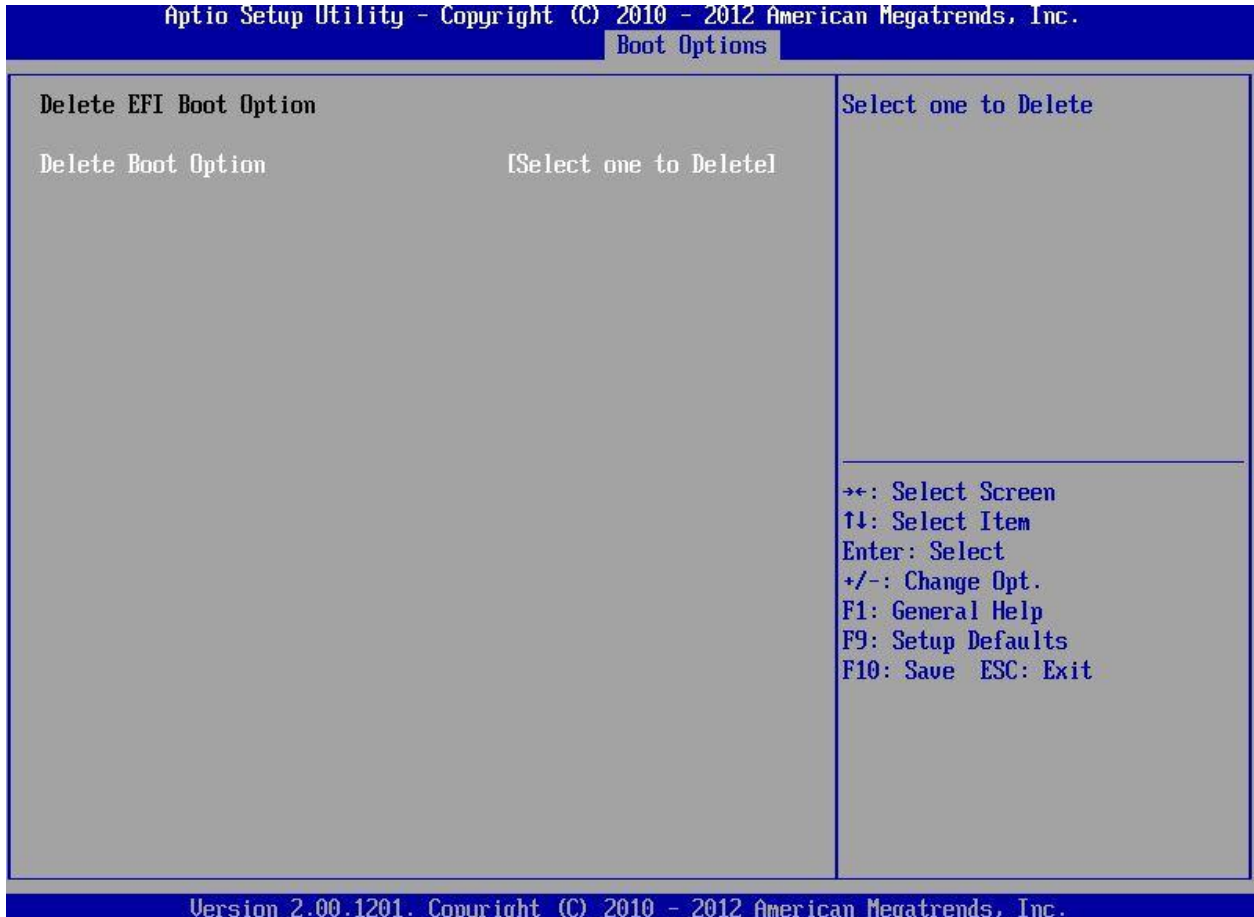 Aptio Setup Utility - Copyright (C) 2010 - 2012 American Megatrends, Inc.
Boot Options
Delete EFI Boot Option
Delete Boot Option [Select one to Delete]
Select one to Delete
→←: Select Screen
↑↓: Select Item
Enter: Select
+/-: Change Opt.
F1: General Help
F9: Setup Defaults
F10: Save ESC: Exit
Version 2.00.1201. Copyright (C) 2010 - 2012 American Megatrends, Inc.